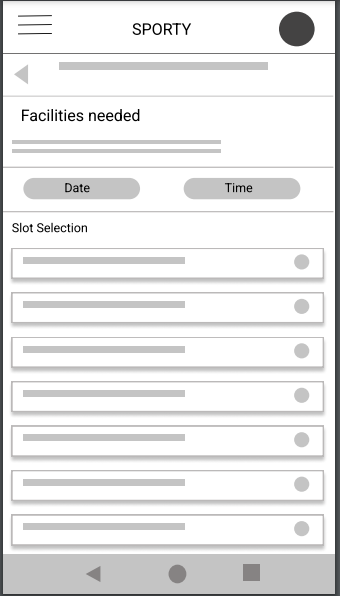 SPORTY
Facilities needed
Date
Time
Slot Selection